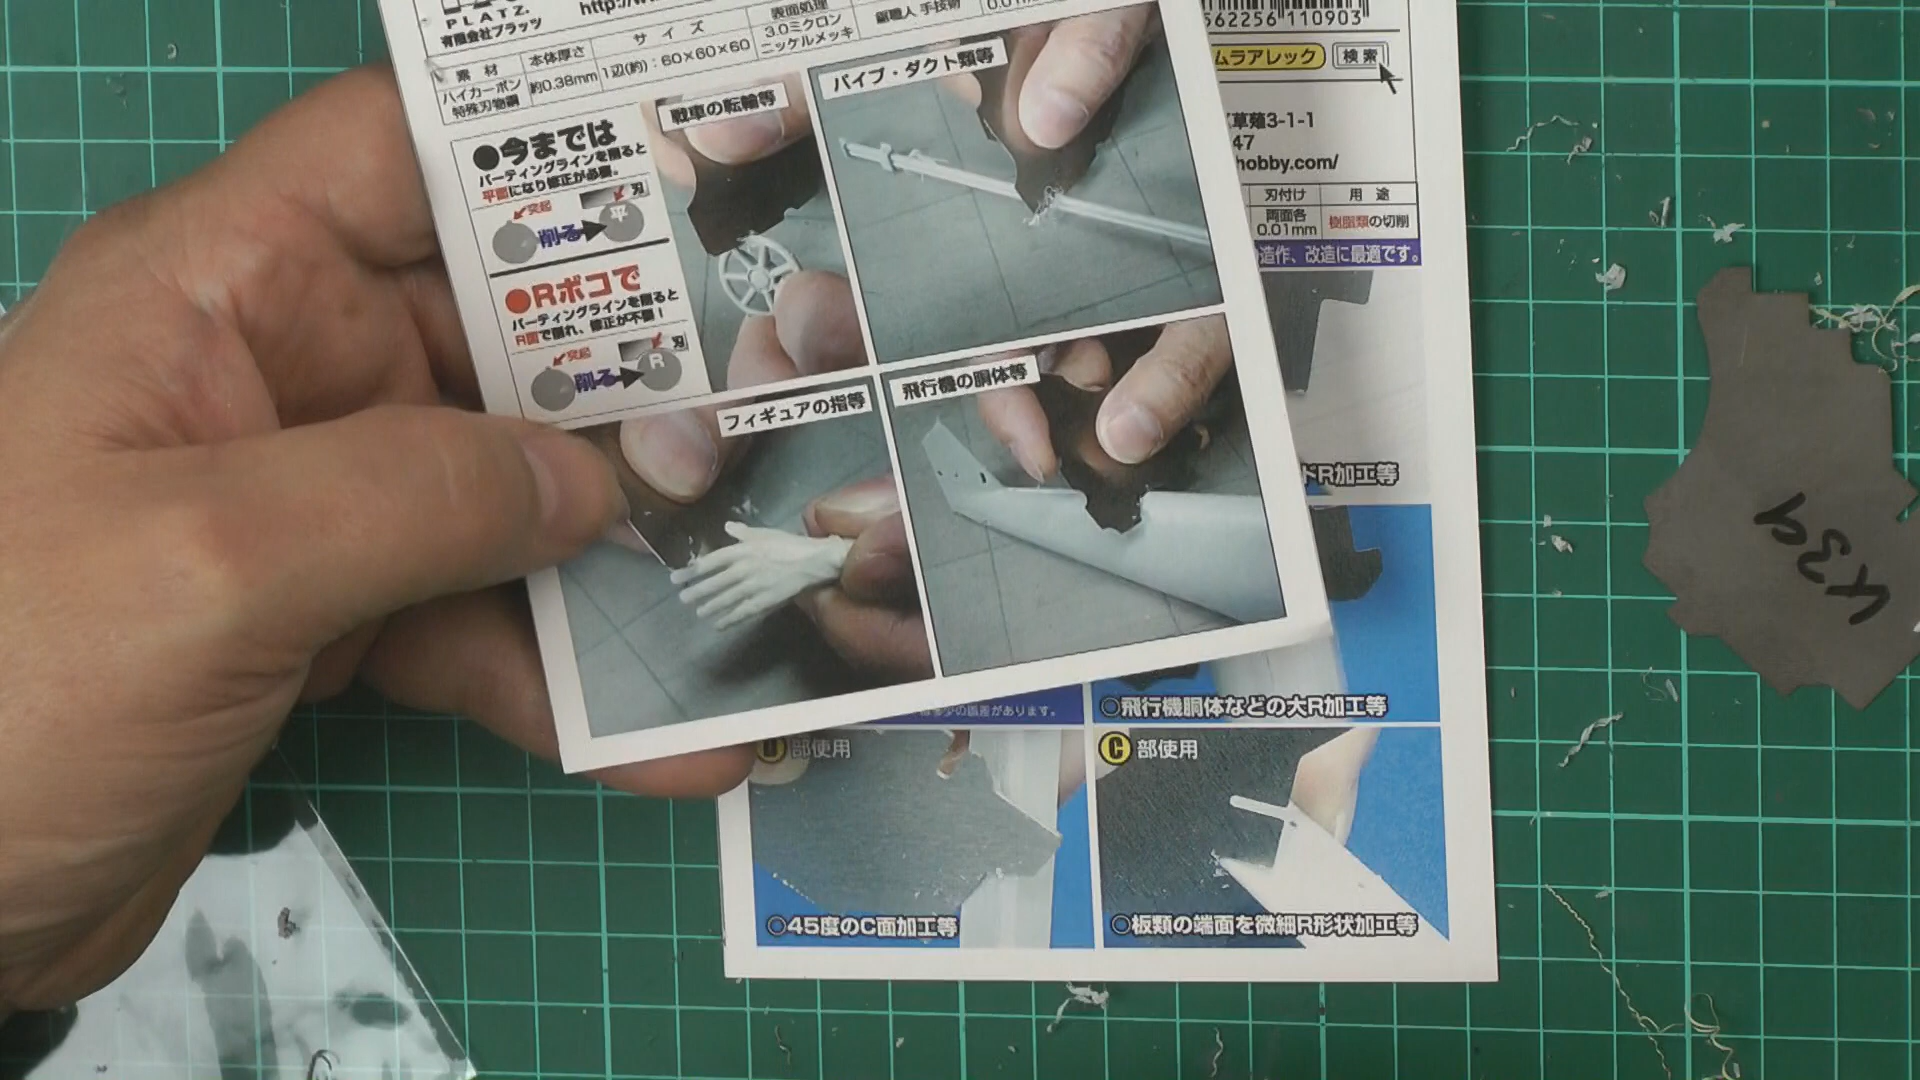 PLATZ.
有限会社プラッツ
素 材
本体厚さ
サ イ ズ
表面処理
ハイカーボン
特殊刃物鋼
約0.38mm
1辺(約)：60×60×60
3.0ミクロン
ニッケルメッキ
職人 手技術
●今までは
パーティングラインを削ると
平面になり修正が必要。
突起
刃
削る
平
●Rボコで
パーティングラインを削ると
R面で削れ、修正が不要！
突起
刃
削る
R
戦車の転輪等
パイプ・ダクト類等
フィギュアの指等
飛行機の胴体等
562256 110903
ムラアレック
検索
草薙3-1-1
47
hobby.com/
刃付け
用 途
両面各
0.01mm
樹脂類の切削
造作、改造に最適です。
ドR加工等
○飛行機胴体などの大R加工等
部使用
C 部使用
○45度のC面加工等
○板類の端面を微細R形状加工等
439